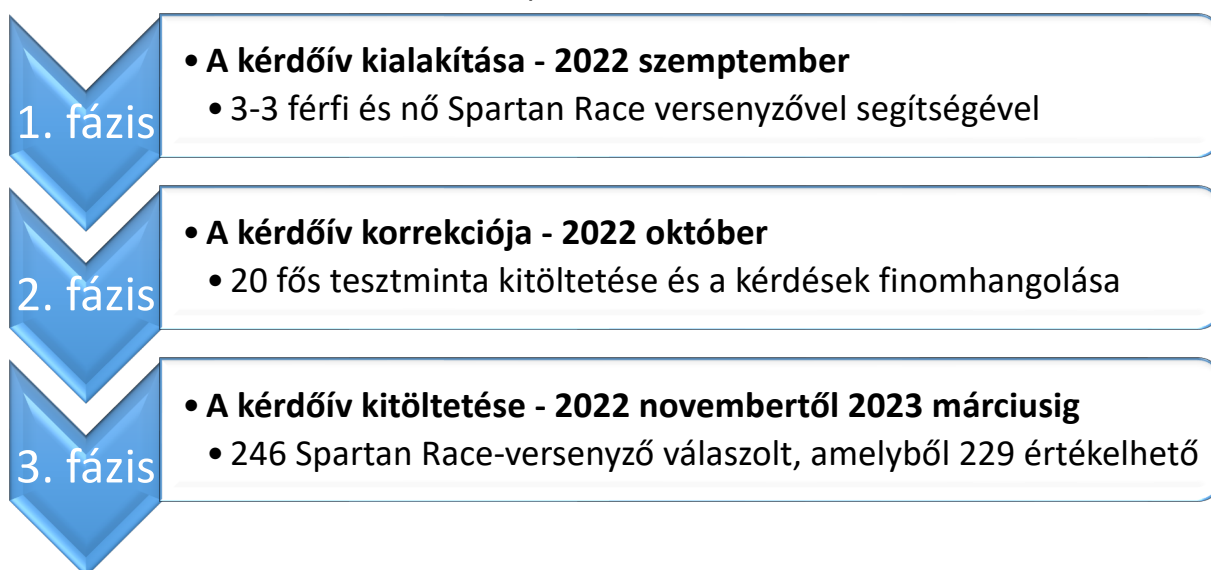 1. fázis
• A kérdőív kialakítása - 2022 szemptember
• 3-3 férfi és nő Spartan Race versenyzővel segítségével
2. fázis
• A kérdőív korrekciója - 2022 október
• 20 fős tesztminta kitöltetése és a kérdések finomhangolása
3. fázis
• A kérdőív kitöltetése - 2022 novembertől 2023 márciusig
• 246 Spartan Race-versenyző válaszolt, amelyből 229 értékelhető